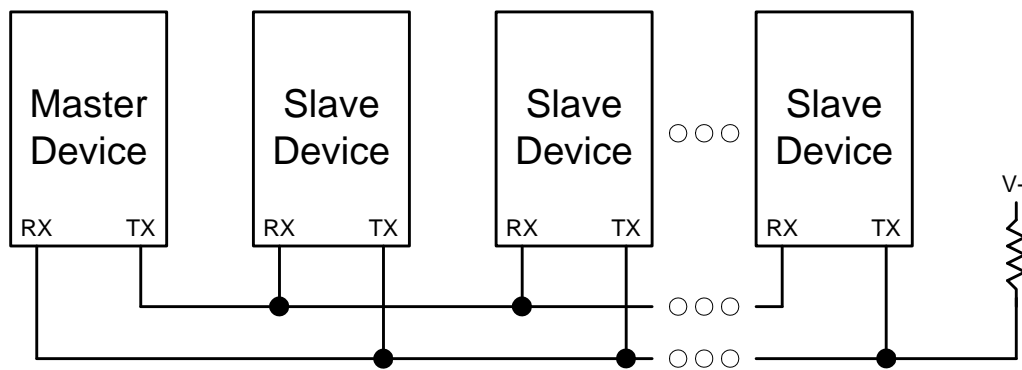 Master
Device
RX TX
Slave
Device
RX TX
Slave
Device
RX TX
Slave
Device
RX TX